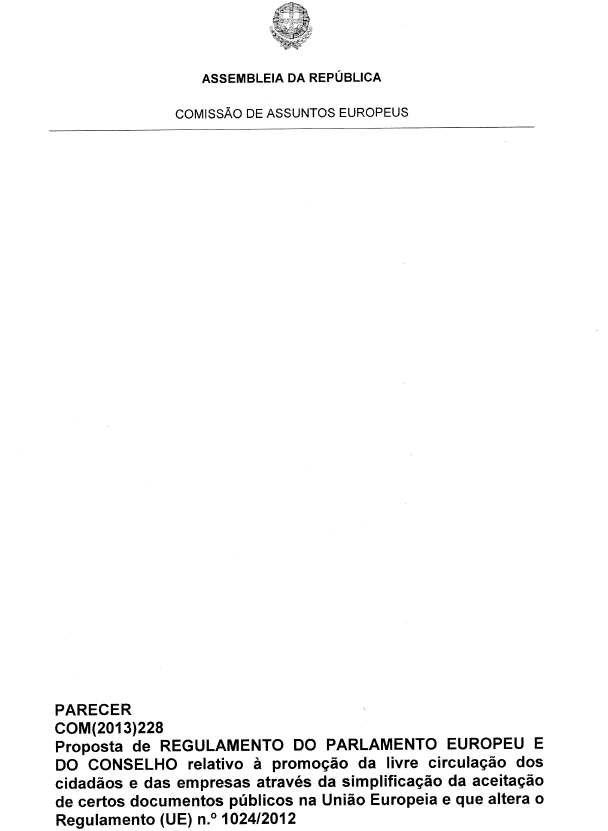 ASSEMBLEIA DA REPÚBLICA
COMISSÃO DE ASSUNTOS EUROPEUS
PARECER
COM(2013)228
Proposta de REGULAMENTO DO PARLAMENTO EUROPEU E
DO CONSELHO relativo à promoção da livre circulação dos
cidadãos e das empresas através da simplificação da aceitação
de certos documentos públicos na União Europeia e que altera o
Regulamento (UE) n.º 1024/2012